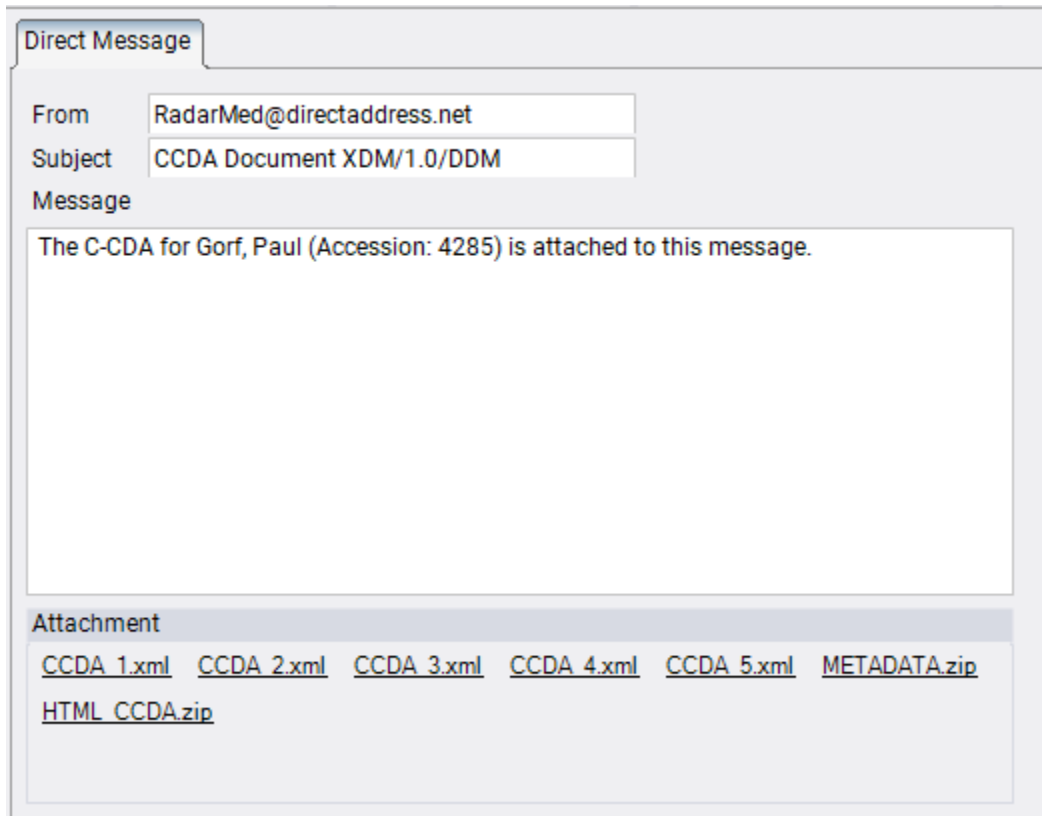 Direct Message
From RadarMed@directaddress.net
Subject CCDA Document XDM/1.0/DDM
Message
The C-CDA for Gorf, Paul (Accession: 4285) is attached to this message.
Attachment
CCDA_1.xml CCDA_2.xml CCDA_3.xml CCDA_4.xml CCDA_5.xml METADATA.zip
HTML_CCDA.zip